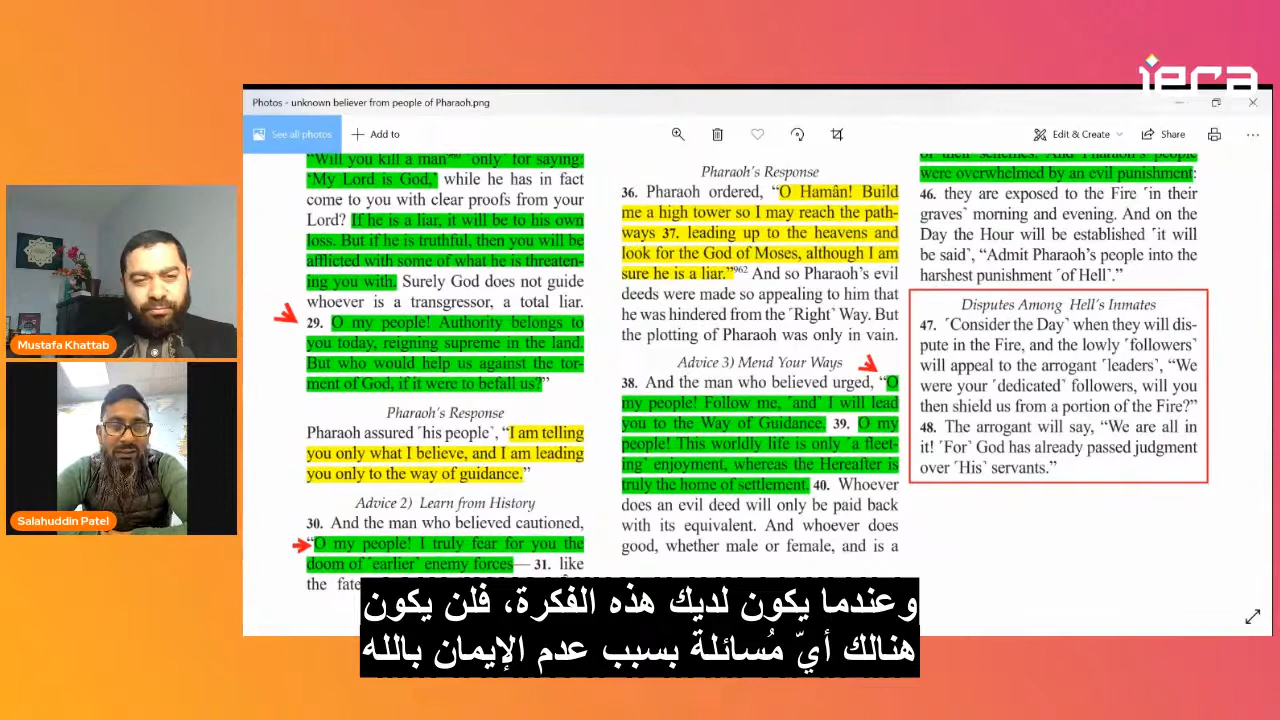 iera
Photos - unknown believer from people of Pharaoh.png
See all photos
Add to
Edit & Create
Share
Mustafa Khattab
Salahuddin Patel
“Will you kill a man˹ only˺ for saying:
‘My Lord is God,’ while he has in fact
come to you with clear proofs from your
Lord? If he is a liar, it will be to his own
loss. But if he is truthful, then you will be
afflicted with some of what he is threaten-
ing you with. Surely God does not guide
whoever is a transgressor, a total liar.
29. O my people! Authority belongs to
you today, reigning supreme in the land.
But who would help us against the tor-
ment of God, if it were to befall us?”
Pharaoh's Response
Pharaoh assured ˹his people˺, “I am telling
you only what I believe, and I am leading
you only to the way of guidance.”
Advice 2) Learn from History
30. And the man who believed cautioned,
“O my people! I truly fear for you the
doom of ˹earlier˺ enemy forces— 31. like
the fate
Pharaoh's Response
36. Pharaoh ordered, “O Hamân! Build
me a high tower so I may reach the path-
ways 37. leading up to the heavens and
look for the God of Moses, although I am
sure he is a liar.”962 And so Pharaoh's evil
deeds were made so appealing to him that
he was hindered from the ˹Right˺ Way. But
the plotting of Pharaoh was only in vain.
Advice 3) Mend Your Ways
38. And the man who believed urged, “O
my people! Follow me, ˹and˺ I will lead
you to the Way of Guidance. 39. O my
people! This worldly life is only ˹a fleet-
ing˺ enjoyment, whereas the Hereafter is
truly the home of settlement. 40. Whoever
does an evil deed will only be paid back
with its equivalent. And whoever does
good, whether male or female, and is a
of their schemes. And Pharaoh's people
were overwhelmed by an evil punishment:
46. they are exposed to the Fire ˹in their
graves˺ morning and evening. And on the
Day the Hour will be established ˹it will
be said˺, “Admit Pharaoh's people into the
harshest punishment ˹of Hell˺.”
Disputes Among Hell's Inmates
47. ˹Consider the Day˺ when they will dis-
pute in the Fire, and the lowly ˹followers˺
will appeal to the arrogant ˹leaders˺, “We
were your ˹dedicated˺ followers, will you
then shield us from a portion of the Fire?”
48. The arrogant will say, “We are all in
it! ˹For˺ God has already passed judgment
over ˹His˺ servants.”
وعندما يكون لديك هذه الفكرة، فلن يكون
هنالك أيّ مُسائلة بسبب عدم الإيمان بالله